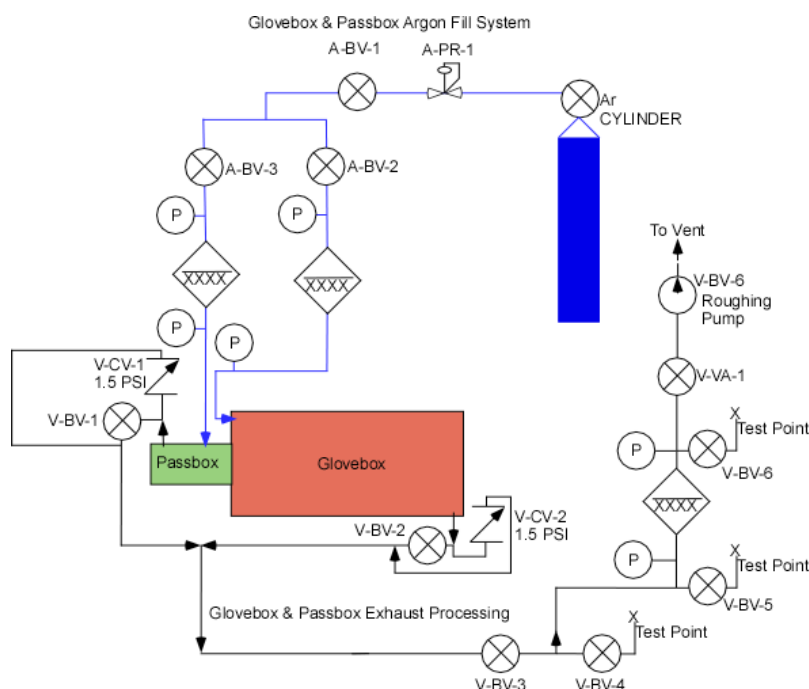 Glovebox & Passbox Argon Fill System
A-BV-1
A-PR-1
Ar
CYLINDER
A-BV-3
A-BV-2
P
P
To Vent
XXXX
XXXX
V-BV-6
Roughing
Pump
P
P
V-CV-1
1.5 PSI
V-VA-1
V-BV-1
X
Test Point
Passbox
Glovebox
P
V-BV-6
XXXX
V-BV-2
V-CV-2
1.5 PSI
P
X
Test Point
V-BV-5
Glovebox & Passbox Exhaust Processing
X
Test Point
V-BV-3
V-BV-4